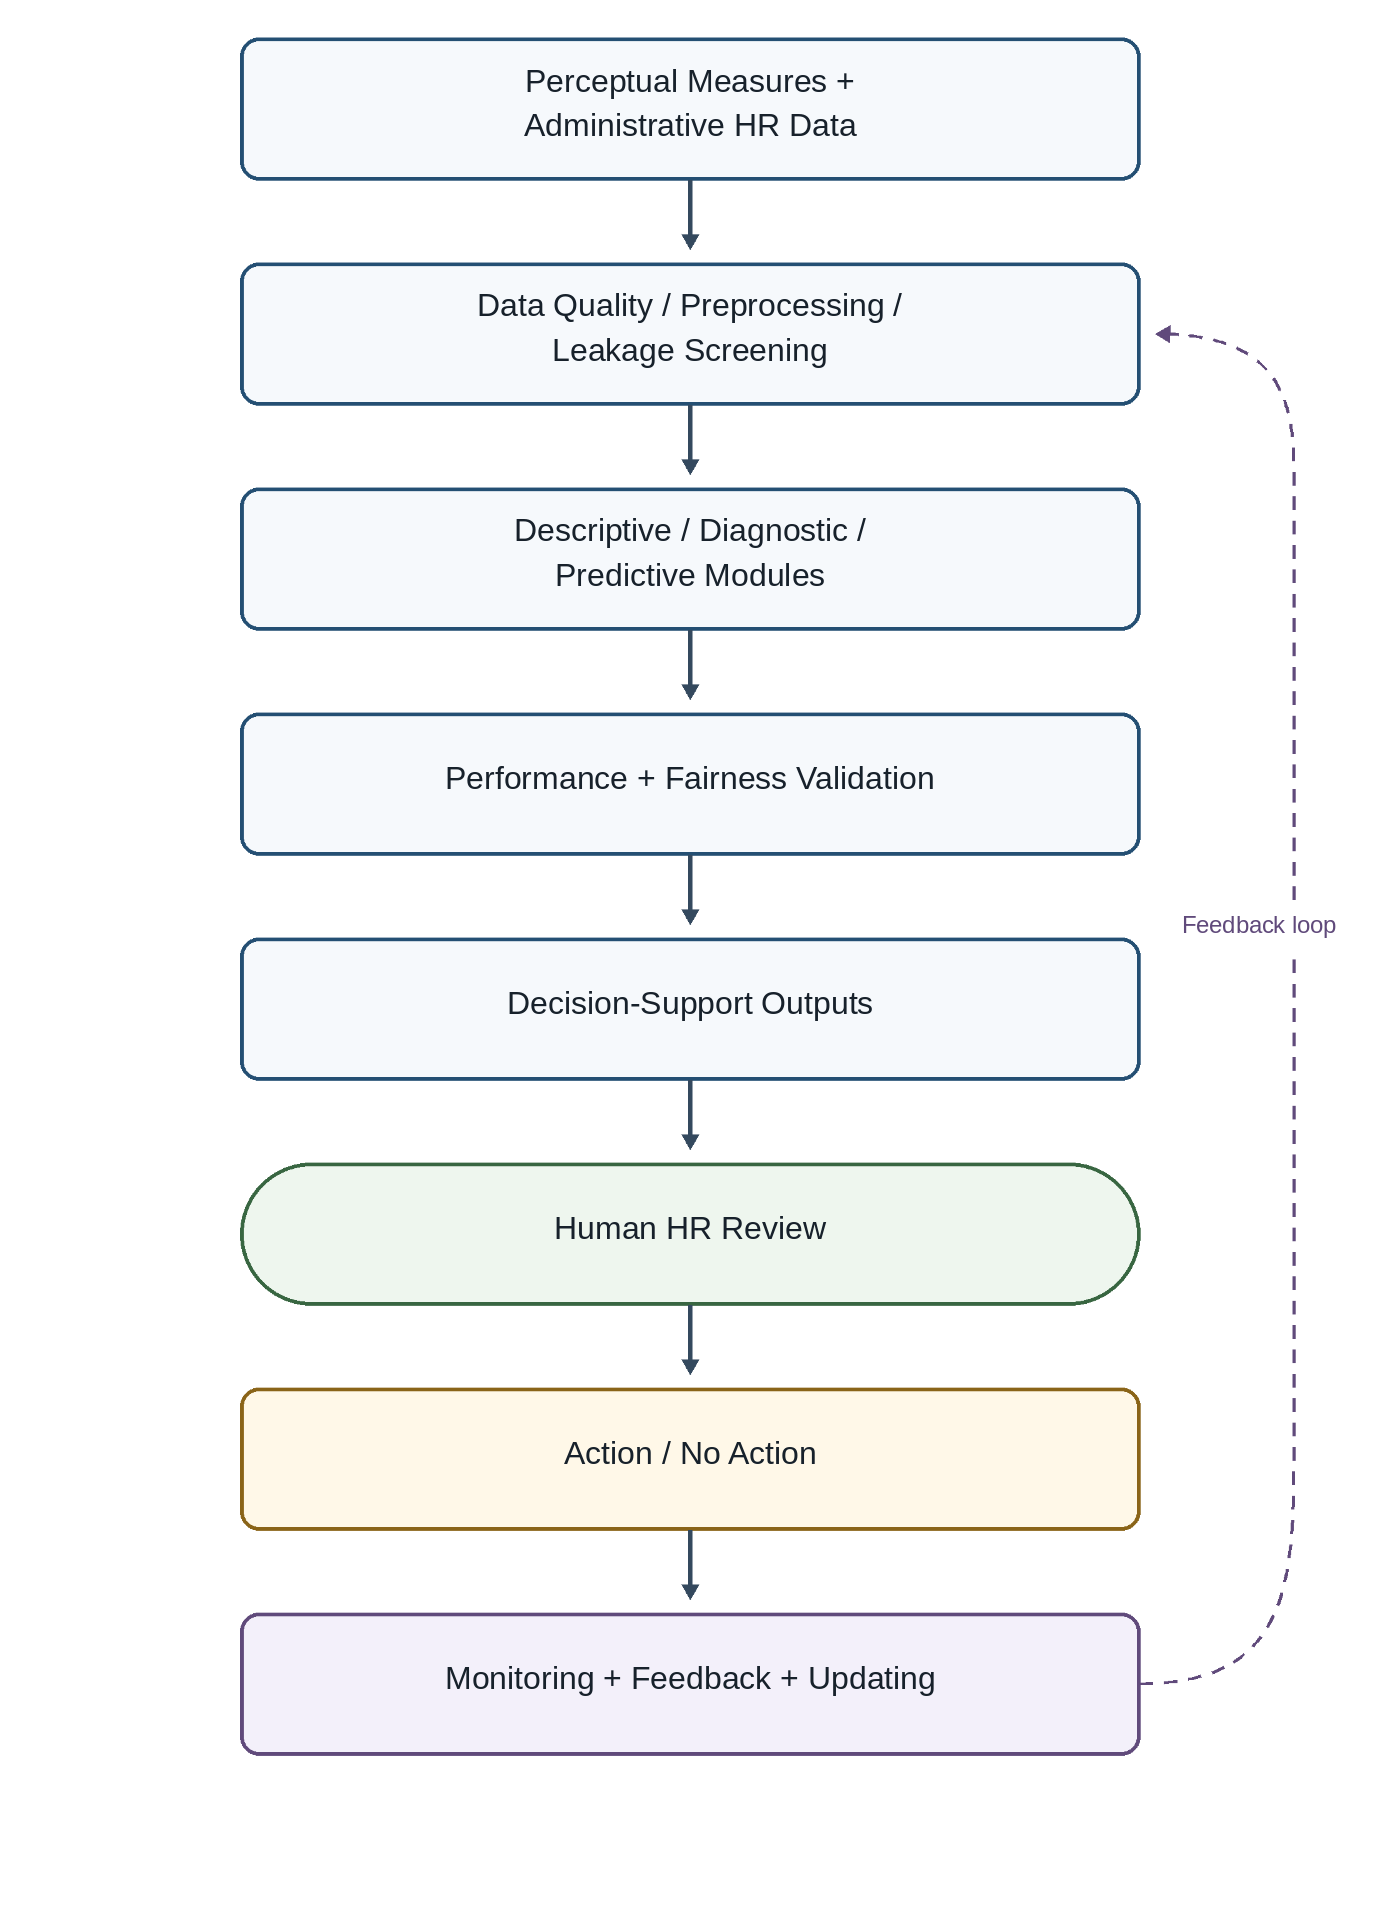 Perceptual Measures +
Administrative HR Data
Data Quality / Preprocessing /
Leakage Screening
Descriptive / Diagnostic /
Predictive Modules
Performance + Fairness Validation
Feedback loop
Decision-Support Outputs
Human HR Review
Action / No Action
Monitoring + Feedback + Updating